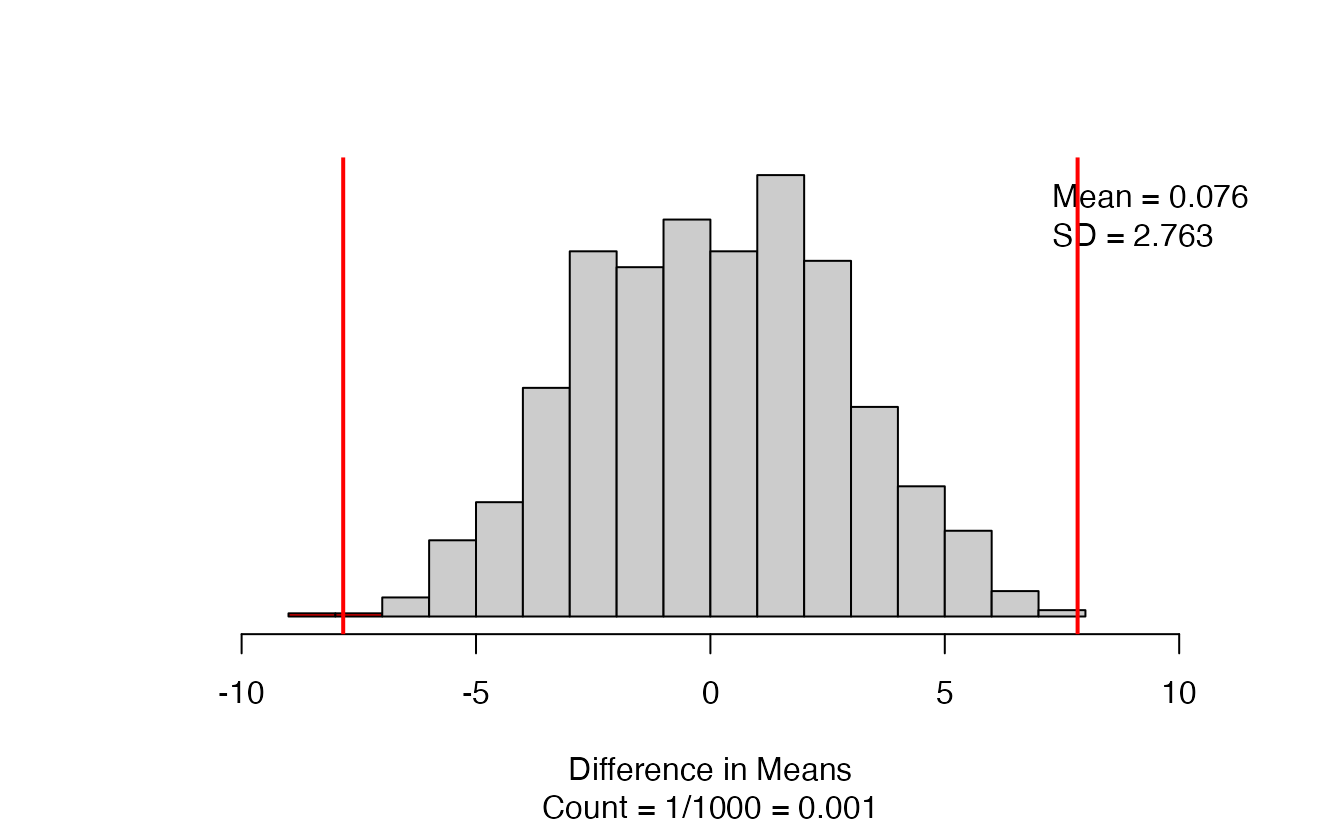 Mean = 0.076
SD = 2.763
-10 -5 0 5 10
Difference in Means
Count = 1/1000 = 0.001